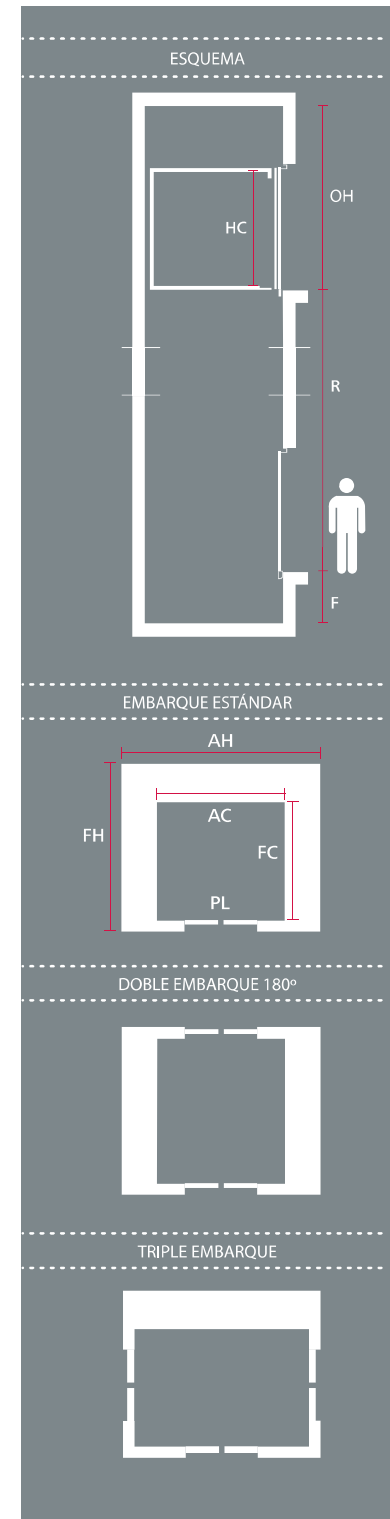 ESQUEMA
OH
HC
R
F
EMBARQUE ESTÁNDAR
AH
FH
AC
FC
PL
DOBLE EMBARQUE 180º
TRIPLE EMBARQUE